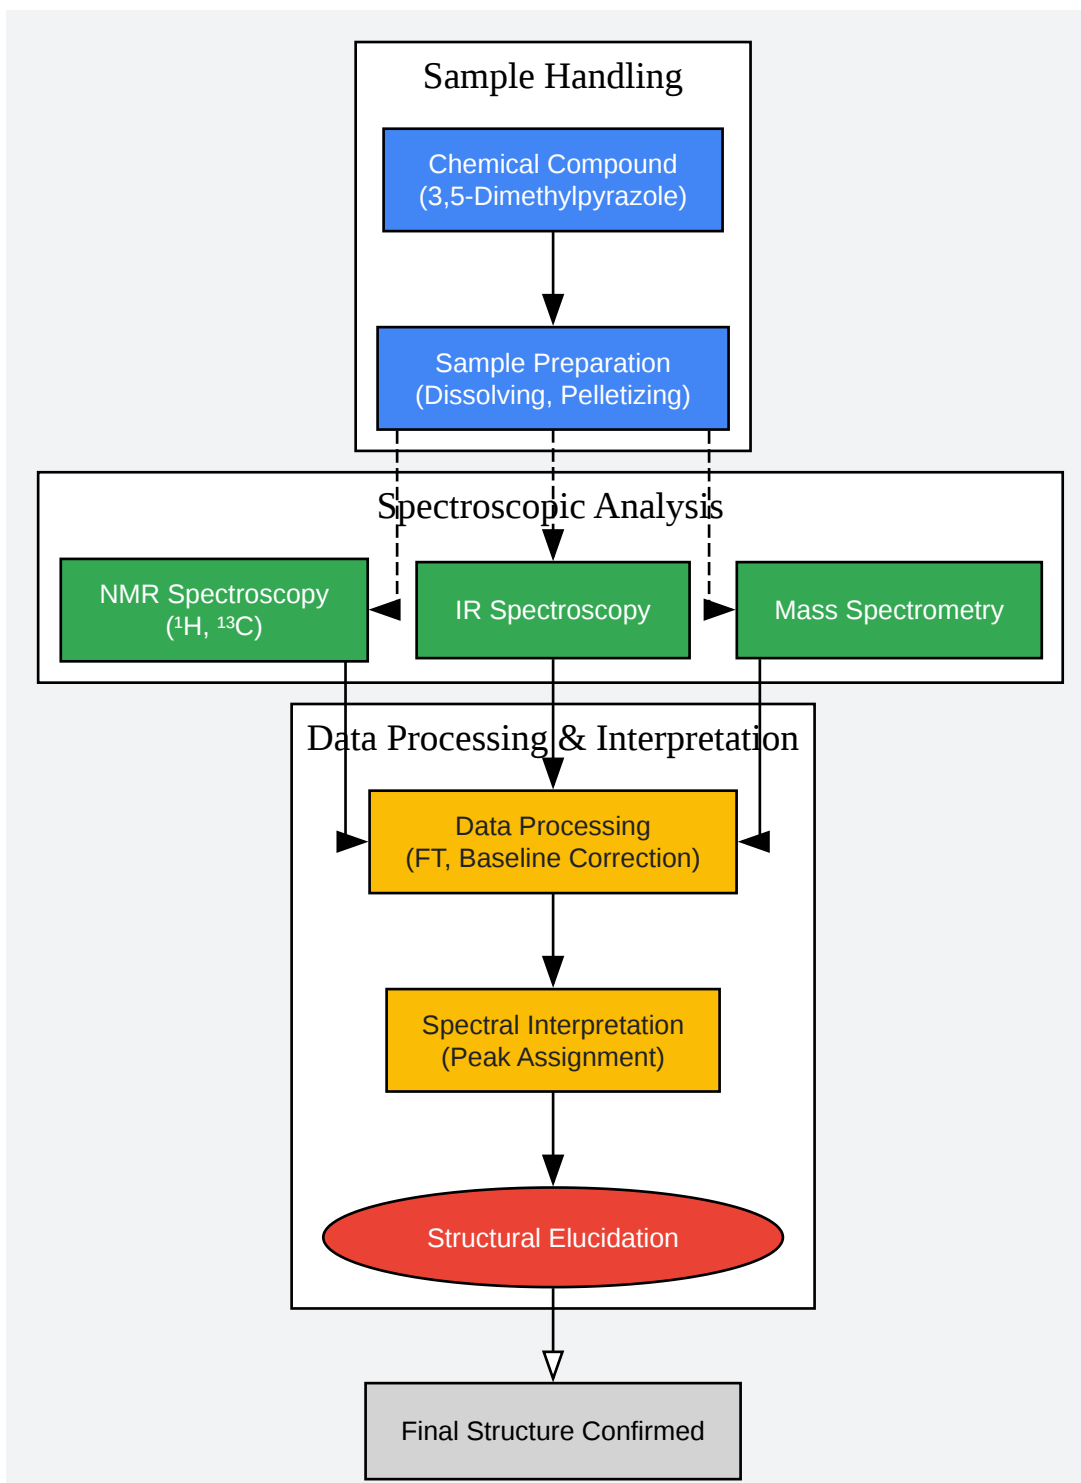 Sample Handling
Chemical Compound
(3,5-Dimethylpyrazole)
Sample Preparation
(Dissolving, Pelletizing)
Spectroscopic Analysis
NMR Spectroscopy
(¹H, ¹³C)
IR Spectroscopy
Mass Spectrometry
Data Processing & Interpretation
Data Processing
(FT, Baseline Correction)
Spectral Interpretation
(Peak Assignment)
Structural Elucidation
Final Structure Confirmed